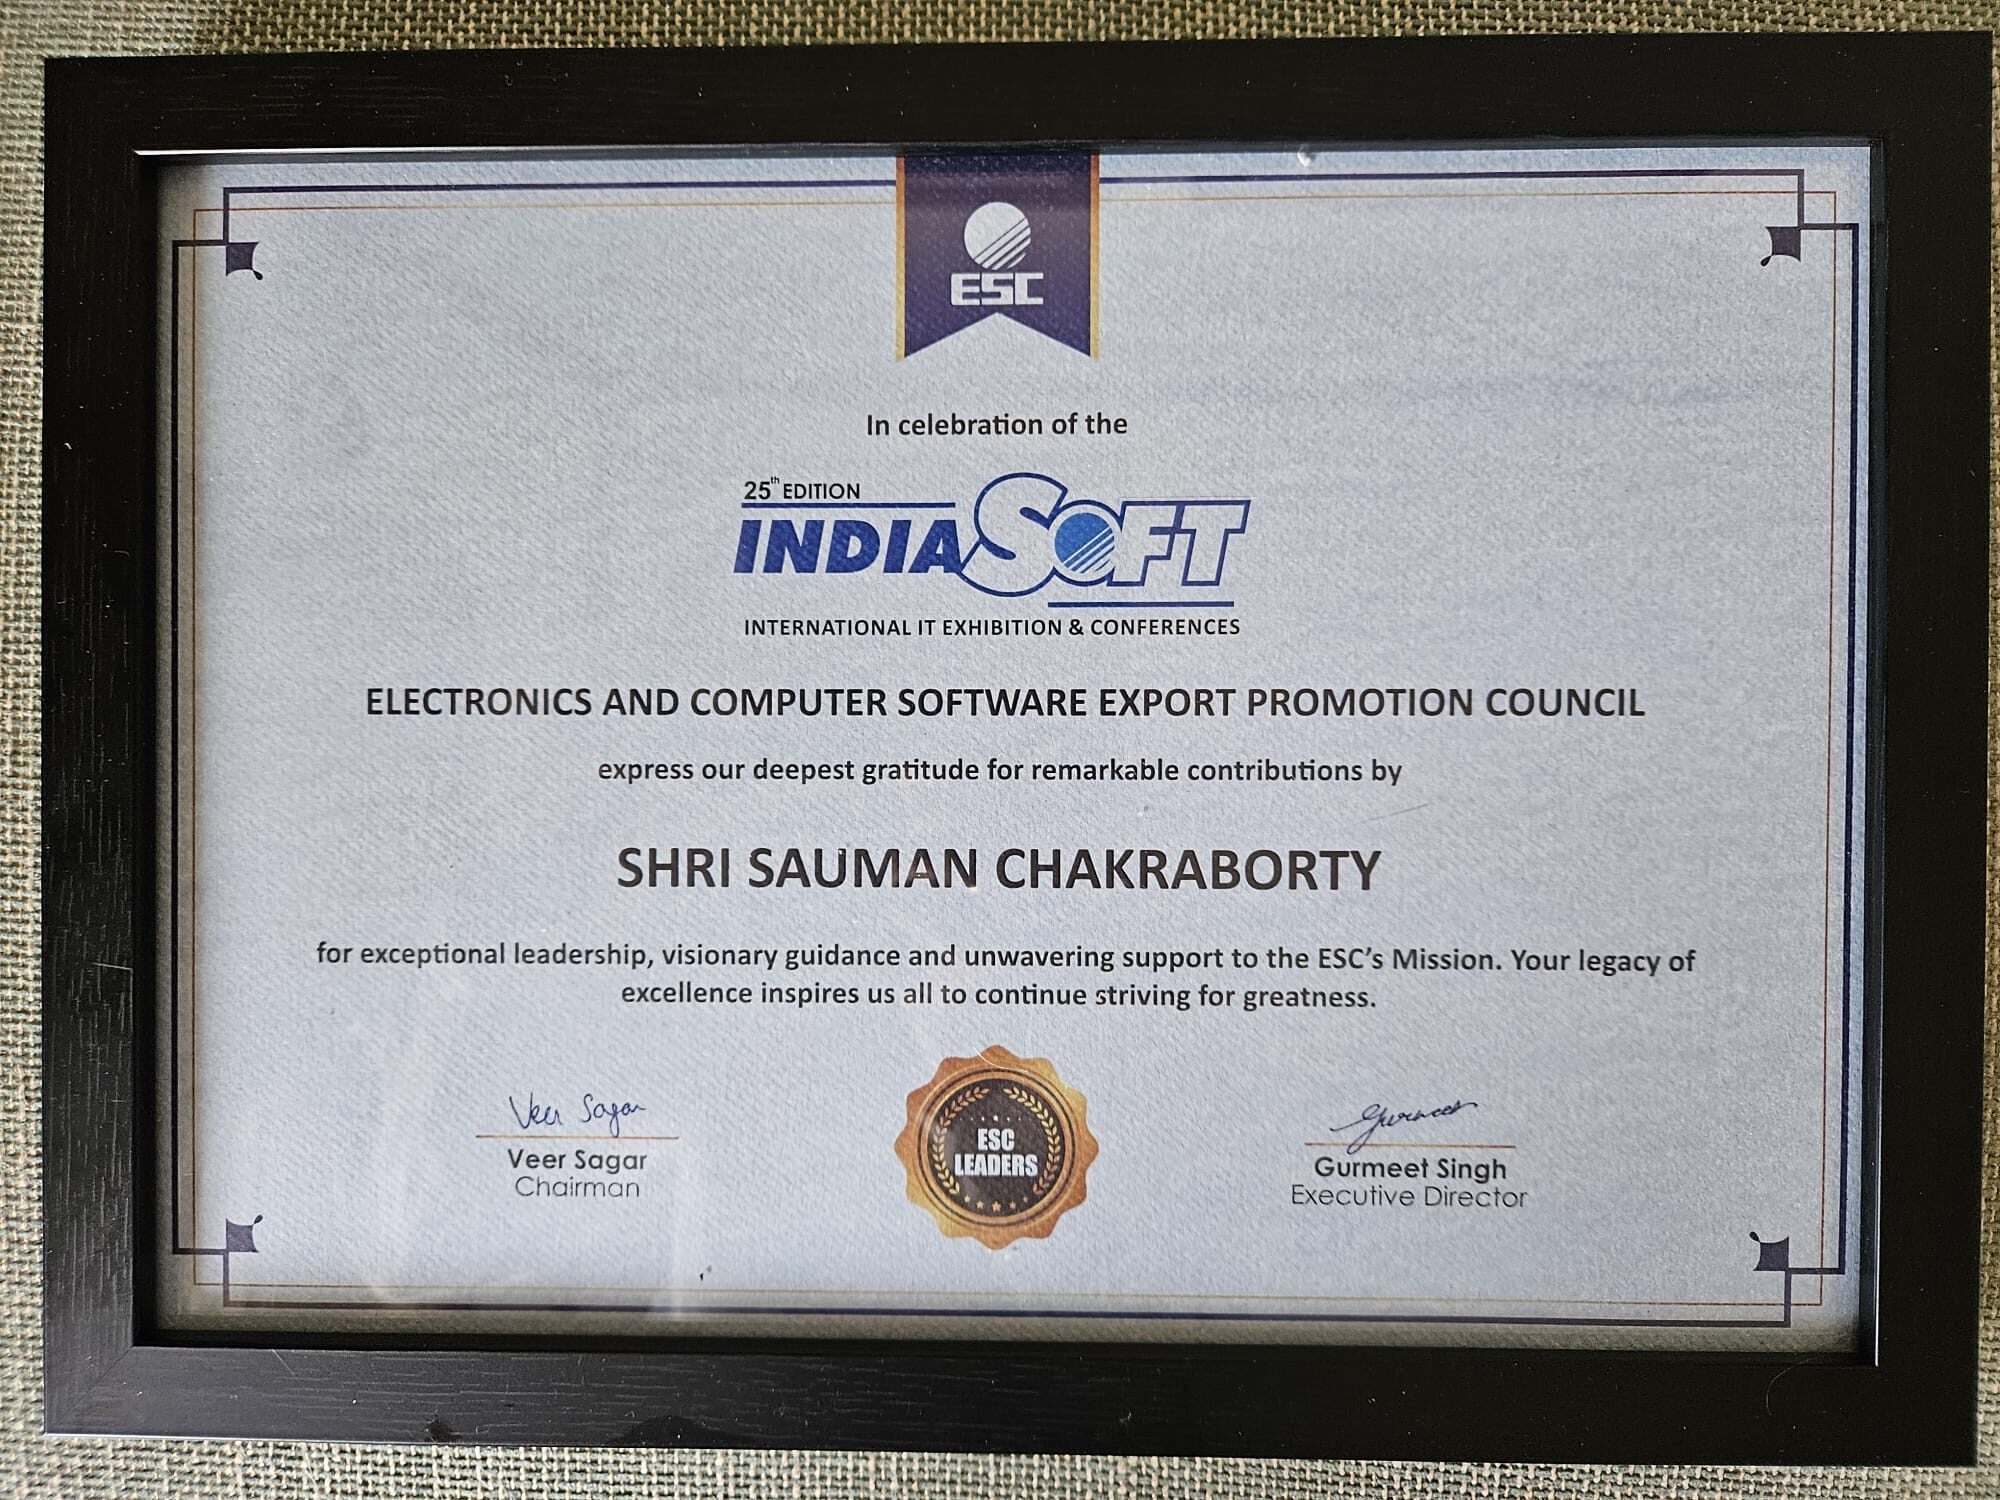 ESC
In celebration of the
25th EDITION
INDIASOFT
INTERNATIONAL IT EXHIBITION & CONFERENCES
ELECTRONICS AND COMPUTER SOFTWARE EXPORT PROMOTION COUNCIL
express our deepest gratitude for remarkable contributions by
SHRI SAUMAN CHAKRABORTY
for exceptional leadership, visionary guidance and unwavering support to the ESC's Mission. Your legacy of
excellence inspires us all to continue striving for greatness.
Veer Sagar
Veer Sagar
Chairman
ESC
LEADERS
Gurmeet
Gurmeet Singh
Executive Director